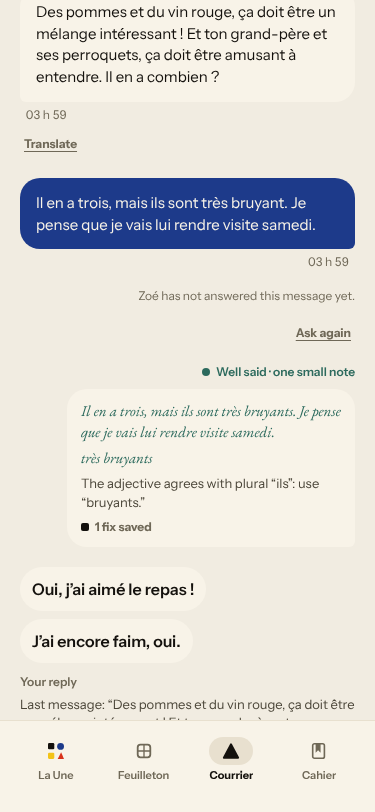 Des pommes et du vin rouge, ça doit être un
mélange intéressant ! Et ton grand-père et
ses perroquets, ça doit être amusant à
entendre. Il en a combien ?
03 h 59
Translate
Il en a trois, mais ils sont très bruyant. Je
pense que je vais lui rendre visite samedi.
03 h 59
Zoé has not answered this message yet.
Ask again
Well said · one small note
Il en a trois, mais ils sont très bruyants. Je pense
que je vais lui rendre visite samedi.
très bruyants
The adjective agrees with plural “ils”: use
“bruyants.”
1 fix saved
Oui, j’ai aimé le repas !
J’ai encore faim, oui.
Your reply
Last message: “Des pommes et du vin rouge, ça doit être
La Une
Feuilleton
Courrier
Cahier